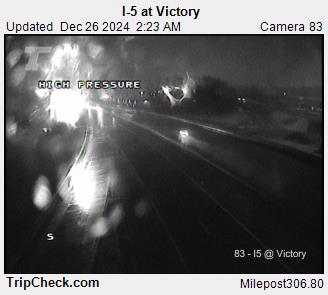 I-5 at Victory
Updated  Dec 26 2024  2:23 AM
Camera 83
HIGH PRESSURE
S
83 - I5 @ Victory
TripCheck.com
Milepost306.80